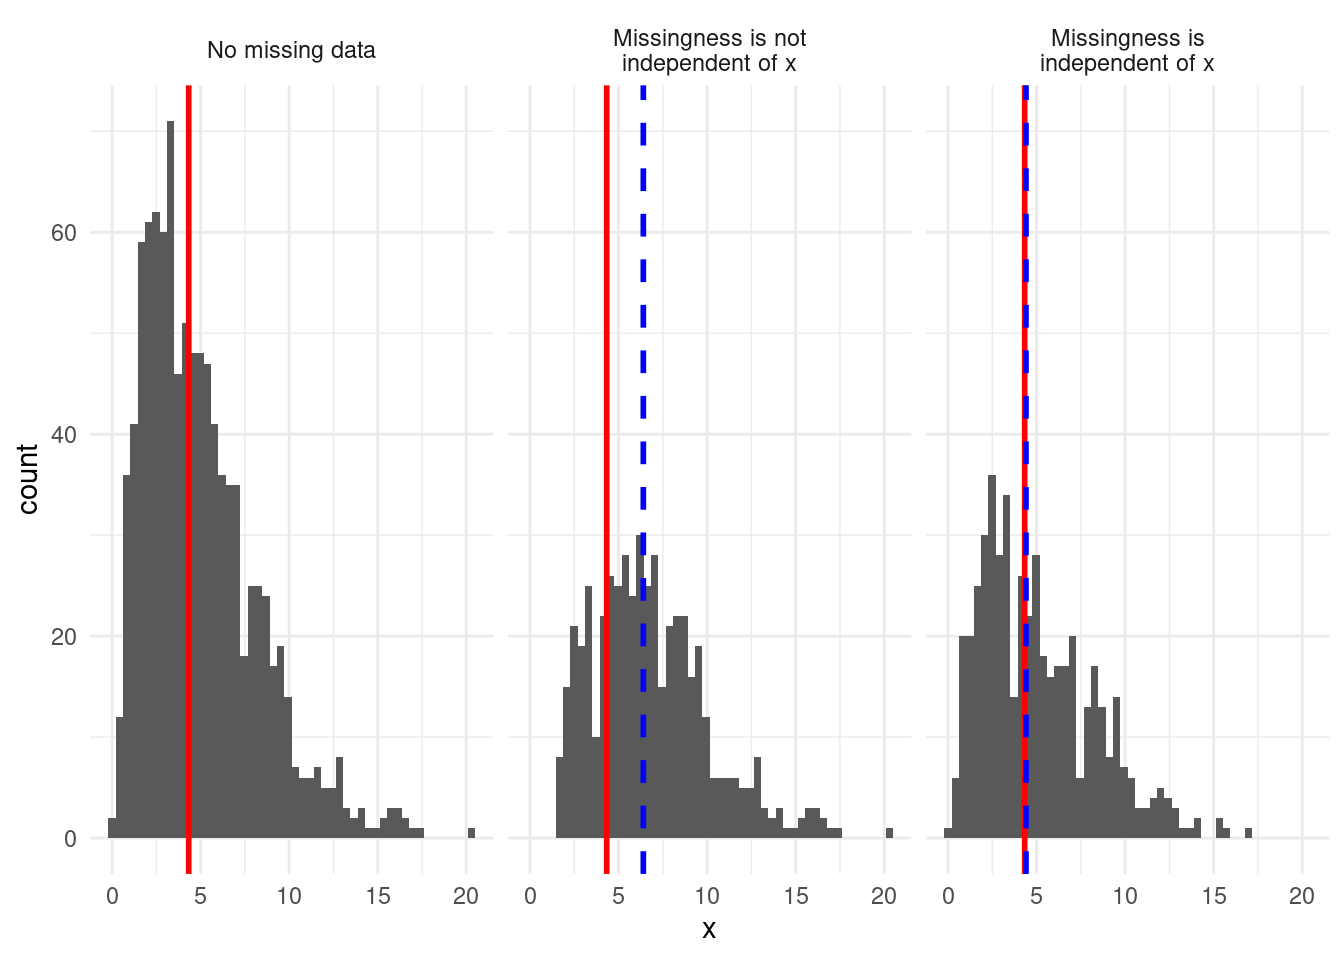 No missing data
Missingness is not
independent of x
Missingness is
independent of x
60
40
20
0
count
0 5 10 15 20
0 5 10 15 20
0 5 10 15 20
x